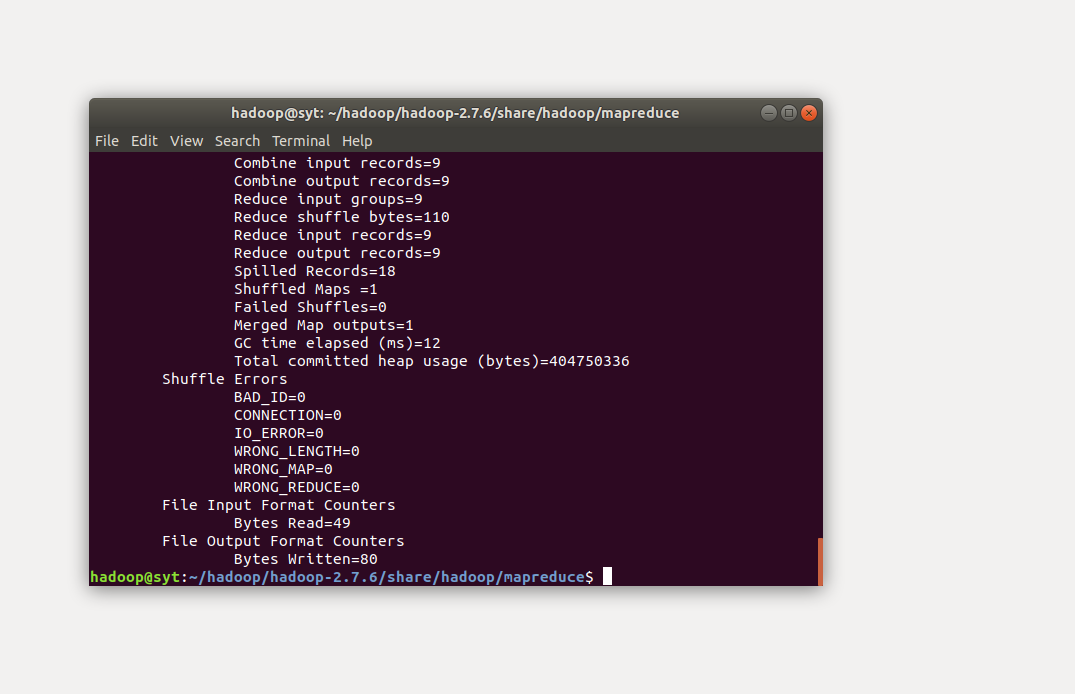 hadoop@syt: ~/hadoop/hadoop-2.7.6/share/hadoop/mapreduce
File Edit View Search Terminal Help
Combine input records=9
Combine output records=9
Reduce input groups=9
Reduce shuffle bytes=110
Reduce input records=9
Reduce output records=9
Spilled Records=18
Shuffled Maps =1
Failed Shuffles=0
Merged Map outputs=1
GC time elapsed (ms)=12
Total committed heap usage (bytes)=404750336
Shuffle Errors
BAD_ID=0
CONNECTION=0
IO_ERROR=0
WRONG_LENGTH=0
WRONG_MAP=0
WRONG_REDUCE=0
File Input Format Counters
Bytes Read=49
File Output Format Counters
Bytes Written=80
hadoop@syt:~/hadoop/hadoop-2.7.6/share/hadoop/mapreduce$